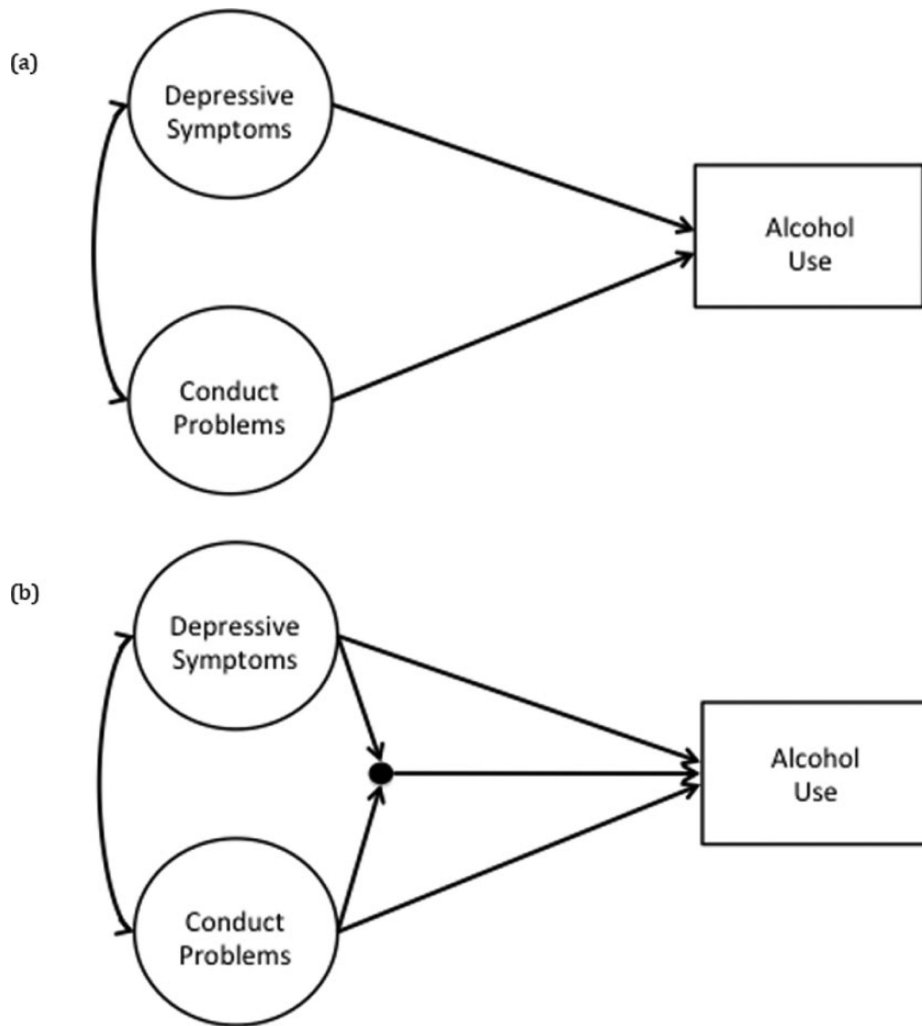 (a)
Depressive
Symptoms
Alcohol
Use
Conduct
Problems
(b)
Depressive
Symptoms
Alcohol
Use
Conduct
Problems